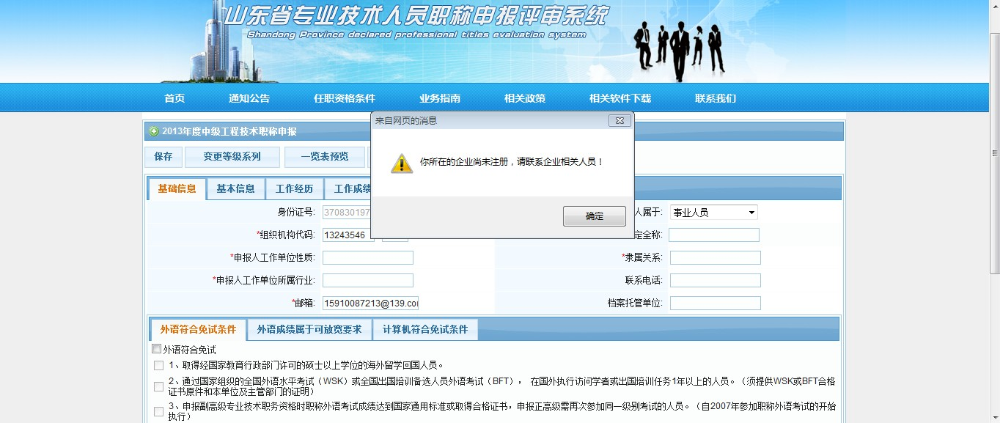 山东省专业技术人员职称申报评审系统
Shandong Province declared professional titles evaluation system
首页 通知公告 任职资格条件 业务指南 相关政策 相关软件下载 联系我们
来自网页的消息
2013年度中级工程技术职称申报
保存 变更等级系列 一览表预览
你所在的企业尚未注册，请联系企业相关人员！
基础信息 基本信息 工作经历 工作成绩
确定
身份证号: 370830197 人属于: 事业人员
*组织机构代码: 13243546 定全称:
*申报人工作单位性质: *隶属关系:
*申报人工作单位所属行业: 联系电话:
*邮箱: 15910087213@139.co 档案托管单位:
外语符合免试条件 外语成绩属于可放宽要求 计算机符合免试条件
外语符合免试
1、取得经国家教育行政部门许可的硕士以上学位的海外留学回国人员。
2、通过国家组织的全国外语水平考试（WSK）或全国出国培训备选人员外语考试（BFT）， 在国外执行访问学者或出国培训任务1年以上的人员。（须提供WSK或BFT合格
证书原件和本单位及主管部门的证明）
3、申报副高级专业技术职务资格时职称外语考试成绩达到国家通用标准或取得合格证书，申报正高级需再次参加同一级别考试的人员。（自2007年参加职称外语考试的开始
执行）